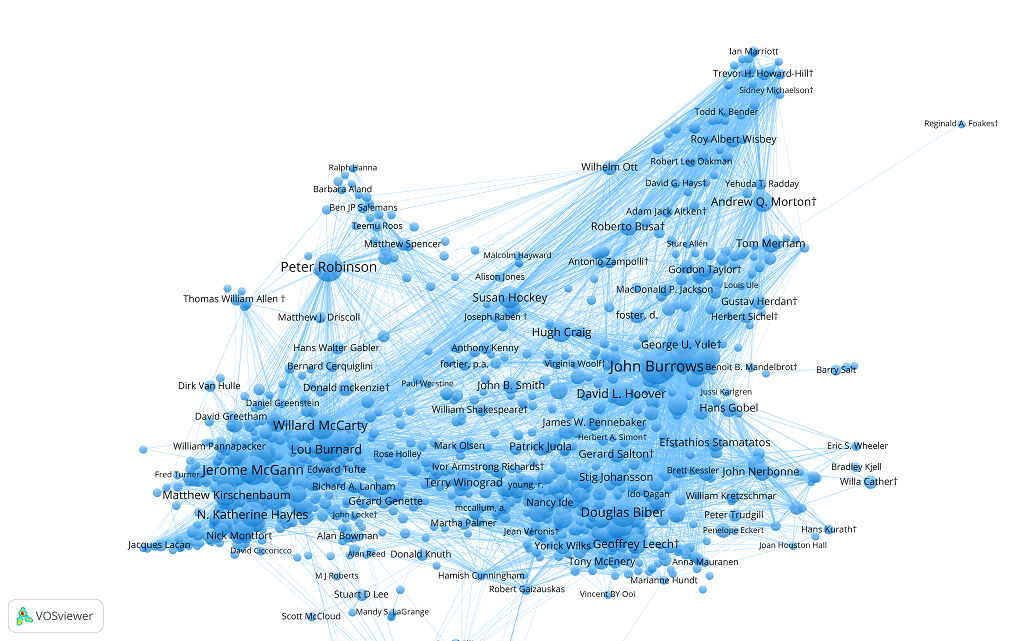 Ian Marriott
Trevor H. Howard-Hill†
Sidney Michaelson†
Todd K. Bender
Reginald A. Foakes†
Roy Albert Wisbey
Robert Lee Oakman
Wilhelm Ott
Ralph Hanna
David G. Hays†
Yehuda T. Radday
Barbara Aland
Andrew Q. Morton†
Ben JP Salemans
Adam Jack Aitken†
Teemu Roos
Roberto Busa†
Matthew Spencer
Sture Allén
Tom Merriam
Malcolm Hayward
Antonio Zampolli†
Peter Robinson
Gordon Taylor†
Alison Jones
Louis Ule
MacDonald P. Jackson
Thomas William Allen †
Susan Hockey
Gustav Herdan†
Matthew J. Driscoll
Joseph Raben †
foster, d.
Herbert Sichel†
Hugh Craig
George U. Yule†
Hans Walter Gabler
Anthony Kenny
Bernard Cerquiglini
fortier, p.a.
Virginia Woolf†
John Burrows
Benoit B. Mandelbrot†
Barry Salt
Dirk Van Hulle
Donald mckenzie†
Paul Werstine
John B. Smith
David L. Hoover
Jussi Karlgren
Daniel Greenstein
William Shakespeare†
Hans Gobel
David Greetham
Willard McCarty
James W. Pennebaker
Herbert A. Simon†
William Pannapacker
Lou Burnard
Rose Holley
Mark Olsen
Patrick Juola
Gerard Salton†
Efstathios Stamatatos
Eric S. Wheeler
Fred Turner
Jerome McGann
Edward Tufte
Ivor Armstrong Richards†
Brett Kessler
John Nerbonne
Bradley Kjell
Richard A. Lanham
Terry Winograd
young, r.
Stig Johansson
Willa Cather†
Matthew Kirschenbaum
Gérard Genette
Nancy Ide
Ido Dagan
William Kretzschmar
mccallum, a.
N. Katherine Hayles
John Locke†
Douglas Biber
Peter Trudgill
Martha Palmer
Jean Véronis†
Penelope Eckert
Hans Kurath†
Nick Montfort
Alan Bowman
Jacques Lacan
David Ciccoricco
Alan Reed
Donald Knuth
Yorick Wilks
Geoffrey Leech†
Joan Houston Hall
Tony McEnery
Anna Mauranen
M J Roberts
Hamish Cunningham
Marianne Hundt
Robert Gaizauskas
Stuart D Lee
Vincent BY Ooi
Scott McCloud
Mandy S. LaGrange
VOSviewer